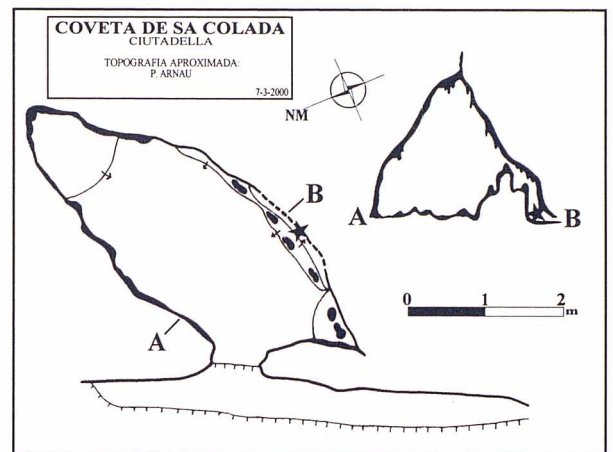 COVETA DE SA COLADA
CIUTADELLA
TOPOGRAFIA APROXIMADA:
P. ARNAU
7-3-2000
NM
B
A
A
B
0 1 2
m